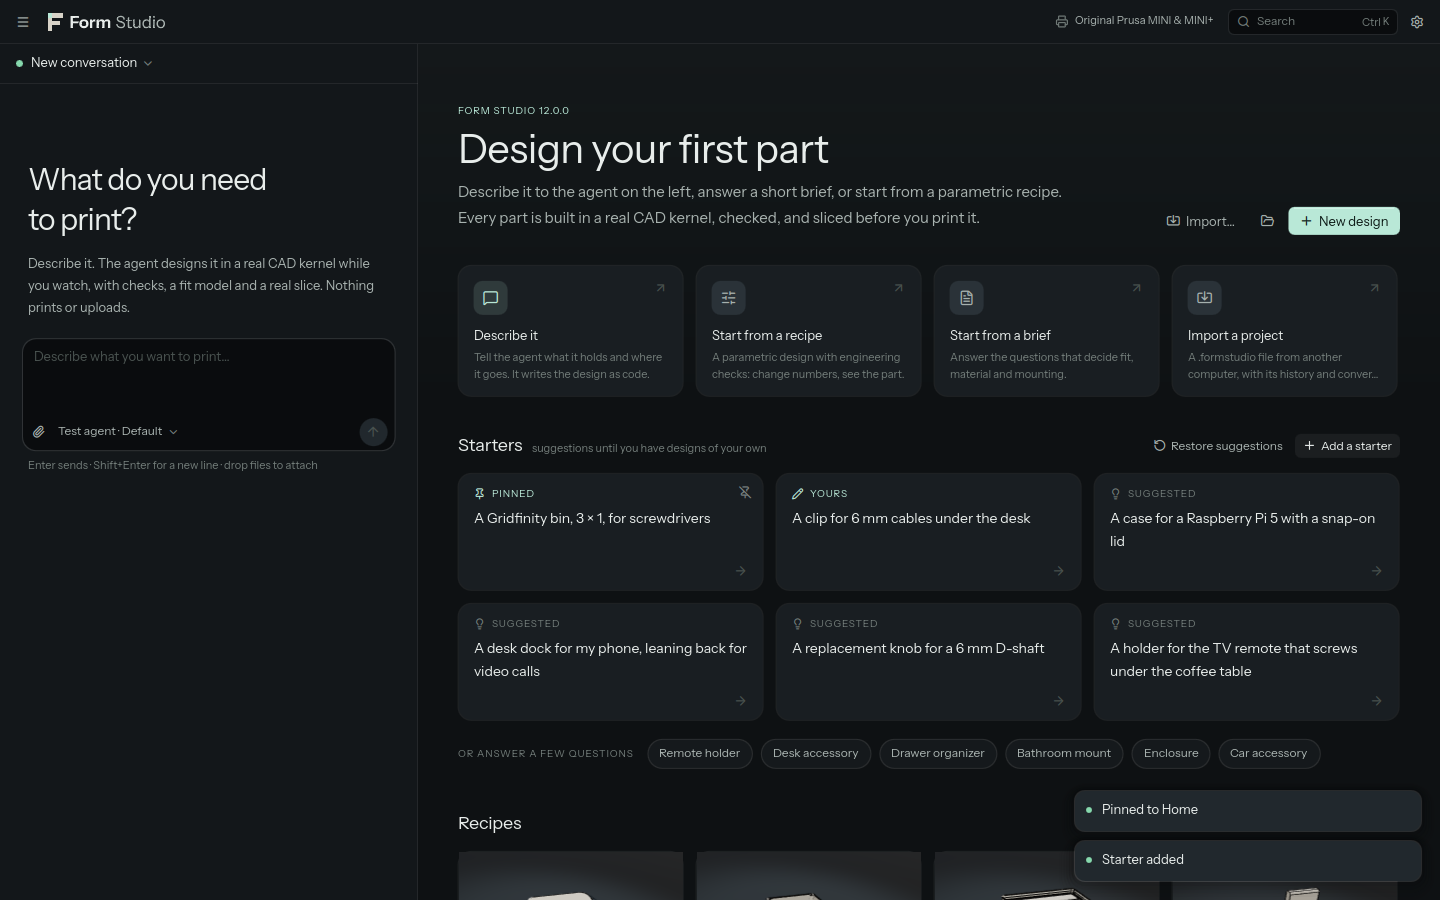 Form Studio
Original Prusa MINI & MINI+
Search
Ctrl K
New conversation
What do you need
to print?
Describe it. The agent designs it in a real CAD kernel while
you watch, with checks, a fit model and a real slice. Nothing
prints or uploads.
Describe what you want to print...
Test agent · Default
Enter sends · Shift+Enter for a new line · drop files to attach
FORM STUDIO 12.0.0
Design your first part
Describe it to the agent on the left, answer a short brief, or start from a parametric recipe.
Every part is built in a real CAD kernel, checked, and sliced before you print it.
Import...
New design
Describe it
Tell the agent what it holds and where
it goes. It writes the design as code.
Start from a recipe
A parametric design with engineering
checks: change numbers, see the part.
Start from a brief
Answer the questions that decide fit,
material and mounting.
Import a project
A .formstudio file from another
computer, with its history and conver...
Starters
suggestions until you have designs of your own
Restore suggestions
Add a starter
PINNED
A Gridfinity bin, 3 × 1, for screwdrivers
YOURS
A clip for 6 mm cables under the desk
SUGGESTED
A case for a Raspberry Pi 5 with a snap-on
lid
SUGGESTED
A desk dock for my phone, leaning back for
video calls
SUGGESTED
A replacement knob for a 6 mm D-shaft
SUGGESTED
A holder for the TV remote that screws
under the coffee table
OR ANSWER A FEW QUESTIONS
Remote holder
Desk accessory
Drawer organizer
Bathroom mount
Enclosure
Car accessory
Recipes
Pinned to Home
Starter added